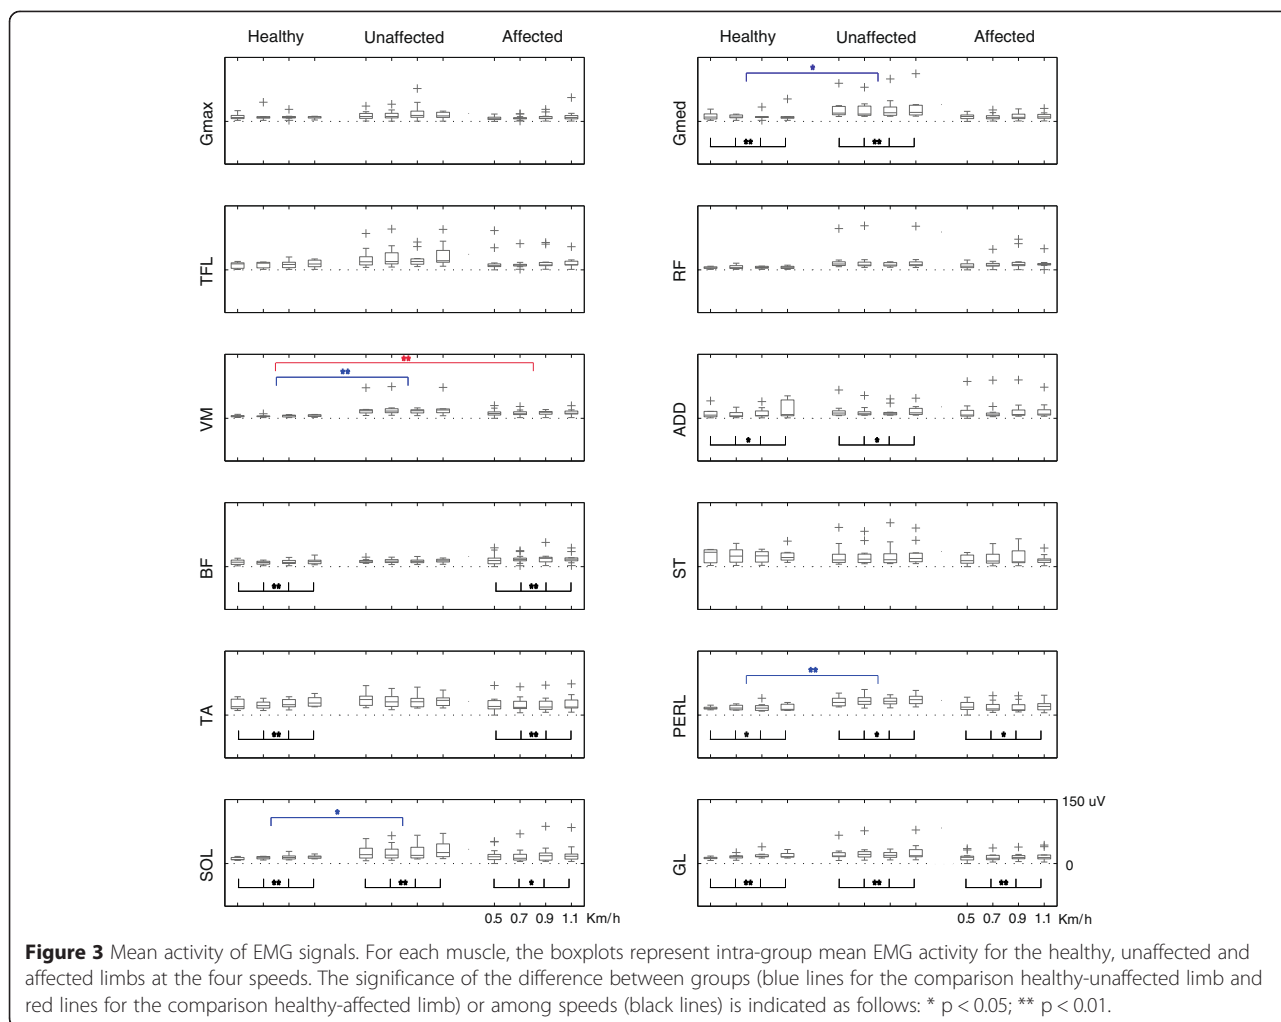 Healthy Unaffected Affected
Healthy Unaffected Affected
Gmax
Gmed
*
**
**
TFL
RF
VM
**
**
ADD
*
*
BF
**
**
ST
TA
**
**
PERL
**
*
*
*
SOL
*
**
**
*
GL
**
**
**
150 uV
0
0.5 0.7 0.9 1.1 Km/h
0.5 0.7 0.9 1.1 Km/h
Figure 3 Mean activity of EMG signals. For each muscle, the boxplots represent intra-group mean EMG activity for the healthy, unaffected and
affected limbs at the four speeds. The significance of the difference between groups (blue lines for the comparison healthy-unaffected limb and
red lines for the comparison healthy-affected limb) or among speeds (black lines) is indicated as follows: * p < 0.05; ** p < 0.01.